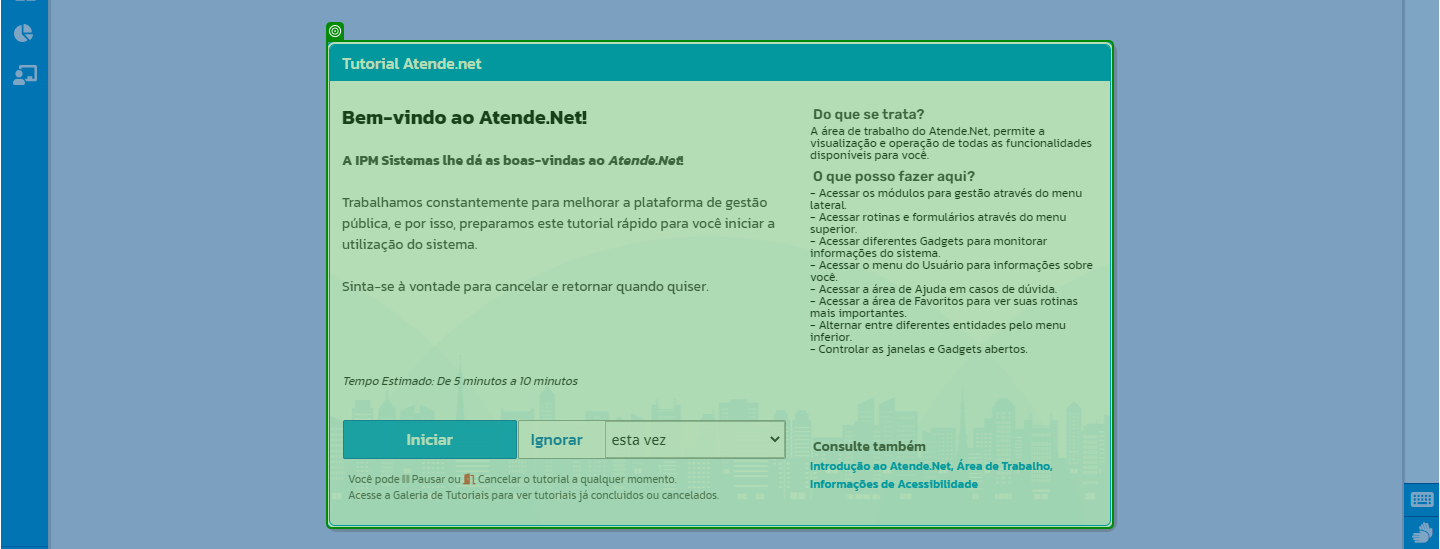 Tutorial Atende.net
Bem-vindo ao Atende.Net!
A IPM Sistemas lhe dá as boas-vindas ao Atende.Net!
Trabalhamos constantemente para melhorar a plataforma de gestão
pública, e por isso, preparamos este tutorial rápido para você iniciar a
utilização do sistema.
Sinta-se à vontade para cancelar e retornar quando quiser.
Tempo Estimado: De 5 minutos a 10 minutos
Iniciar
Ignorar
esta vez
Você pode Pausar ou Cancelar o tutorial a qualquer momento.
Acesse a Galeria de Tutoriais para ver tutoriais já concluidos ou cancelados.
Do que se trata?
A área de trabalho do Atende.Net, permite a
visualização e operação de todas as funcionalidades
disponíveis para você.
O que posso fazer aqui?
- Acessar os módulos para gestão através do menu
lateral.
- Acessar rotinas e formulários através do menu
superior.
- Acessar diferentes Gadgets para monitorar
informações do sistema.
- Acessar o menu do Usuário para informações sobre
você.
- Acessar a área de Ajuda em casos de dúvida.
- Acessar a área de Favoritos para ver suas rotinas
mais importantes.
- Alternar entre diferentes entidades pelo menu
inferior.
- Controlar as janelas e Gadgets abertos.
Consulte também
Introdução ao Atende.Net, Área de Trabalho,
Informações de Acessibilidade